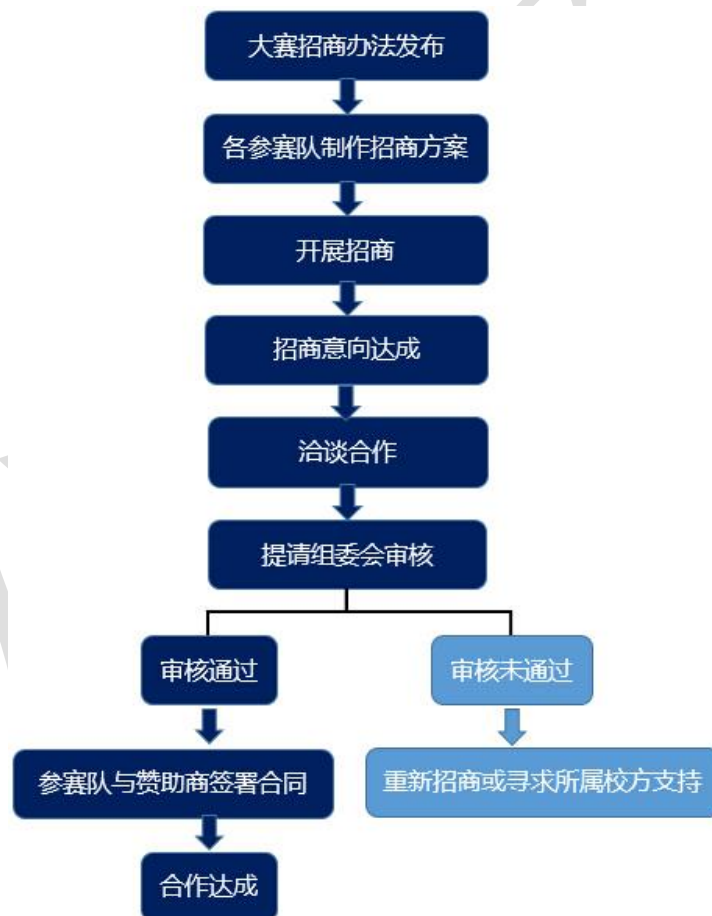 大赛招商办法发布
各参赛队制作招商方案
开展招商
招商意向达成
洽谈合作
提请组委会审核
审核通过
审核未通过
参赛队与赞助商签署合同
重新招商或寻求所属校方支持
合作达成